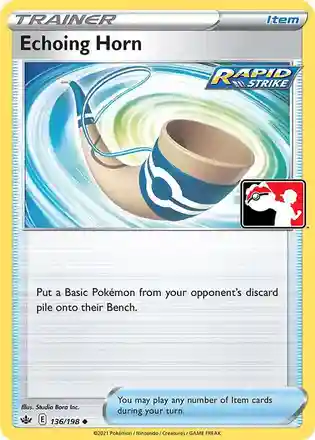 TRAINER Item
Echoing Horn
RAPID
STRIKE
Put a Basic Pokémon from your opponent's discard
pile onto their Bench.
You may play any number of Item cards
during your turn.
Illus. Studio Bora Inc.
E 136/198
©2021 Pokémon / Nintendo / Creatures / GAME FREAK